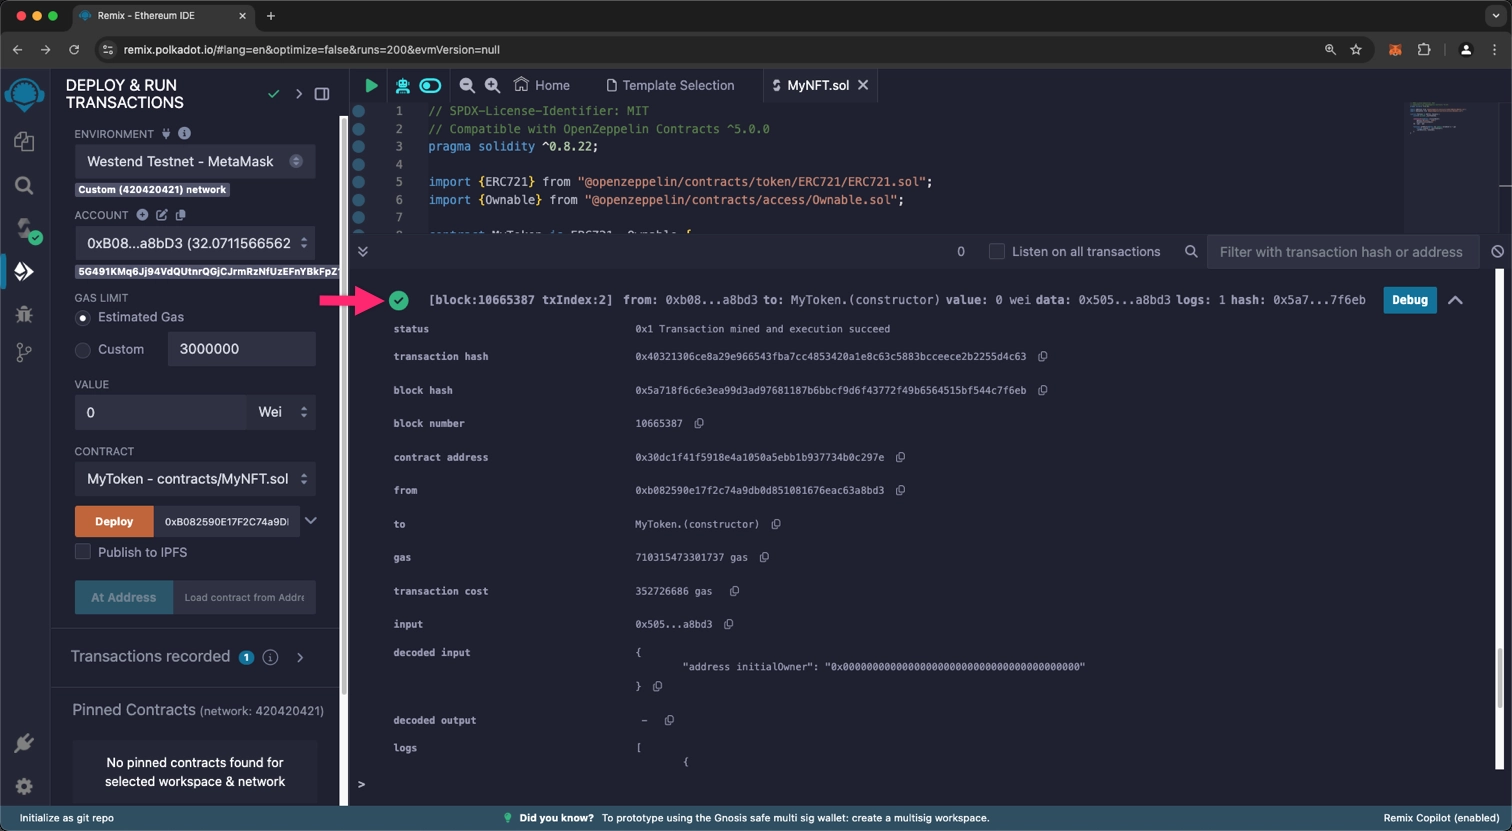 Remix - Ethereum IDE
remix.polkadot.io/#lang=en&optimize=false&runs=200&evmVersion=null
DEPLOY & RUN
TRANSACTIONS
ENVIRONMENT
Westend Testnet - MetaMask
Custom (420420421) network
ACCOUNT
0xB08...a8bD3 (32.0711566562
5G491KMq6Jj94VdQUtnrQGjCJrmRzNfUzEFnYBkFpZ
GAS LIMIT
Estimated Gas
Custom
3000000
VALUE
0
Wei
CONTRACT
MyToken - contracts/MyNFT.sol
Deploy
0xB082590E17F2C74a9D
Publish to IPFS
At Address
Load contract from Addre
Transactions recorded 1
Pinned Contracts (network: 420420421)
No pinned contracts found for
selected workspace & network
Home
Template Selection
MyNFT.sol
1 // SPDX-License-Identifier: MIT
2 // Compatible with OpenZeppelin Contracts ^5.0.0
3 pragma solidity ^0.8.22;
4
5 import {ERC721} from "@openzeppelin/contracts/token/ERC721/ERC721.sol";
6 import {Ownable} from "@openzeppelin/contracts/access/Ownable.sol";
7
8 contract MyToken is ERC721, Ownable {
0
Listen on all transactions
Filter with transaction hash or address
[block:10665387 txIndex:2] from: 0xb08...a8bd3 to: MyToken.(constructor) value: 0 wei data: 0x505...a8bd3 logs: 1 hash: 0x5a7...7f6eb
Debug
status 0x1 Transaction mined and execution succeed
transaction hash 0x40321306ce8a29e966543fba7cc4853420a1e8c63c5883bcceece2b2255d4c63
block hash 0x5a718f6c6e3ea99d3ad97681187b6bbcf9d6f43772f49b6564515bf544c7f6eb
block number 10665387
contract address 0x30dc1f41f5918e4a1050a5ebb1b937734b0c297e
from 0xb082590e17f2c74a9db0d851081676eac63a8bd3
to MyToken.(constructor)
gas 710315473301737 gas
transaction cost 352726686 gas
input 0x505...a8bd3
decoded input {
"address initialOwner": "0x0000000000000000000000000000000000000000"
}
decoded output -
logs [
{
>
Initialize as git repo
Did you know? To prototype using the Gnosis safe multi sig wallet: create a multisig workspace.
Remix Copilot (enabled)